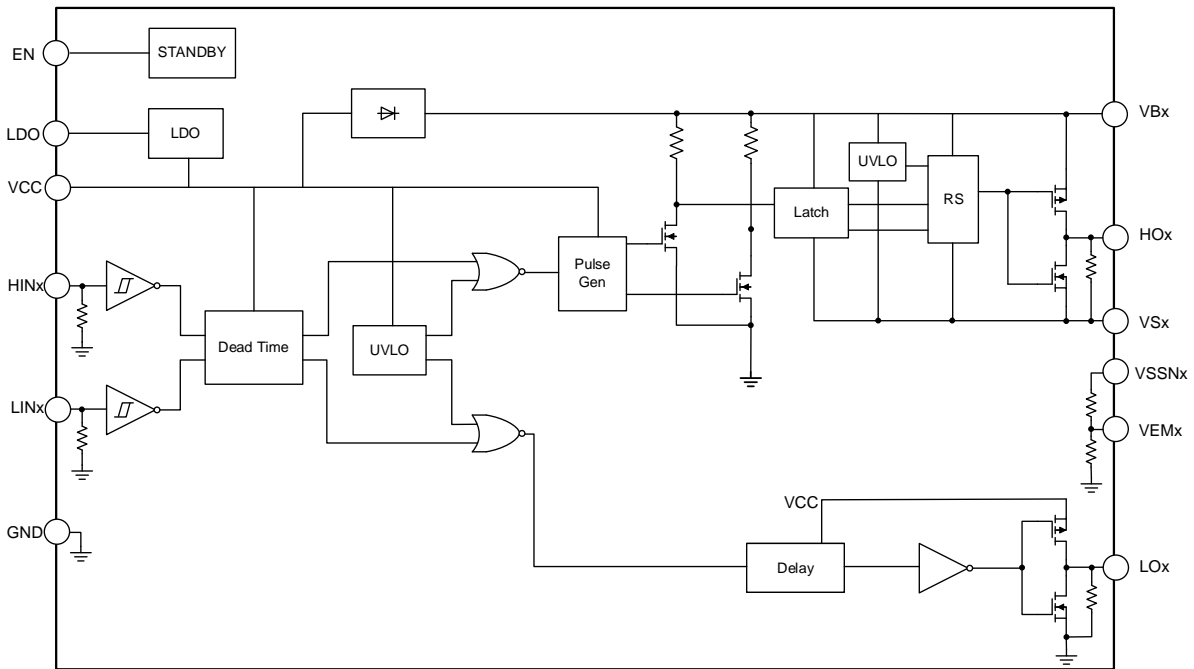 EN
STANDBY
LDO
LDO
VBx
UVLO
VCC
Latch
RS
HOx
HINx
Pulse
Gen
Dead Time
UVLO
VSx
VSSNx
LINx
VEMx
VCC
GND
Delay
LOx